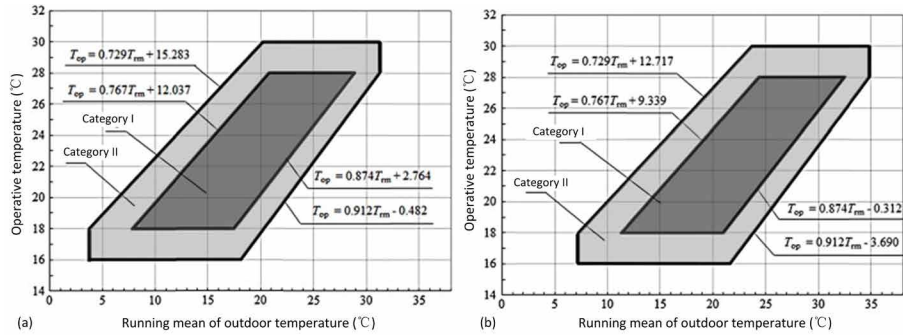 32
30
28
26
24
22
20
18
16
14
Operative temperature (℃)
T_op = 0.729T_rm + 15.283
T_op = 0.767T_rm + 12.037
Category I
Category II
T_op = 0.874T_rm + 2.764
T_op = 0.912T_rm - 0.482
0 5 10 15 20 25 30 35
(a) Running mean of outdoor temperature (℃)
32
30
28
26
24
22
20
18
16
14
Operative temperature (℃)
T_op = 0.729T_rm + 12.717
T_op = 0.767T_rm + 9.339
Category I
Category II
T_op = 0.874T_rm - 0.312
T_op = 0.912T_rm - 3.690
0 5 10 15 20 25 30 35
(b) Running mean of outdoor temperature (℃)